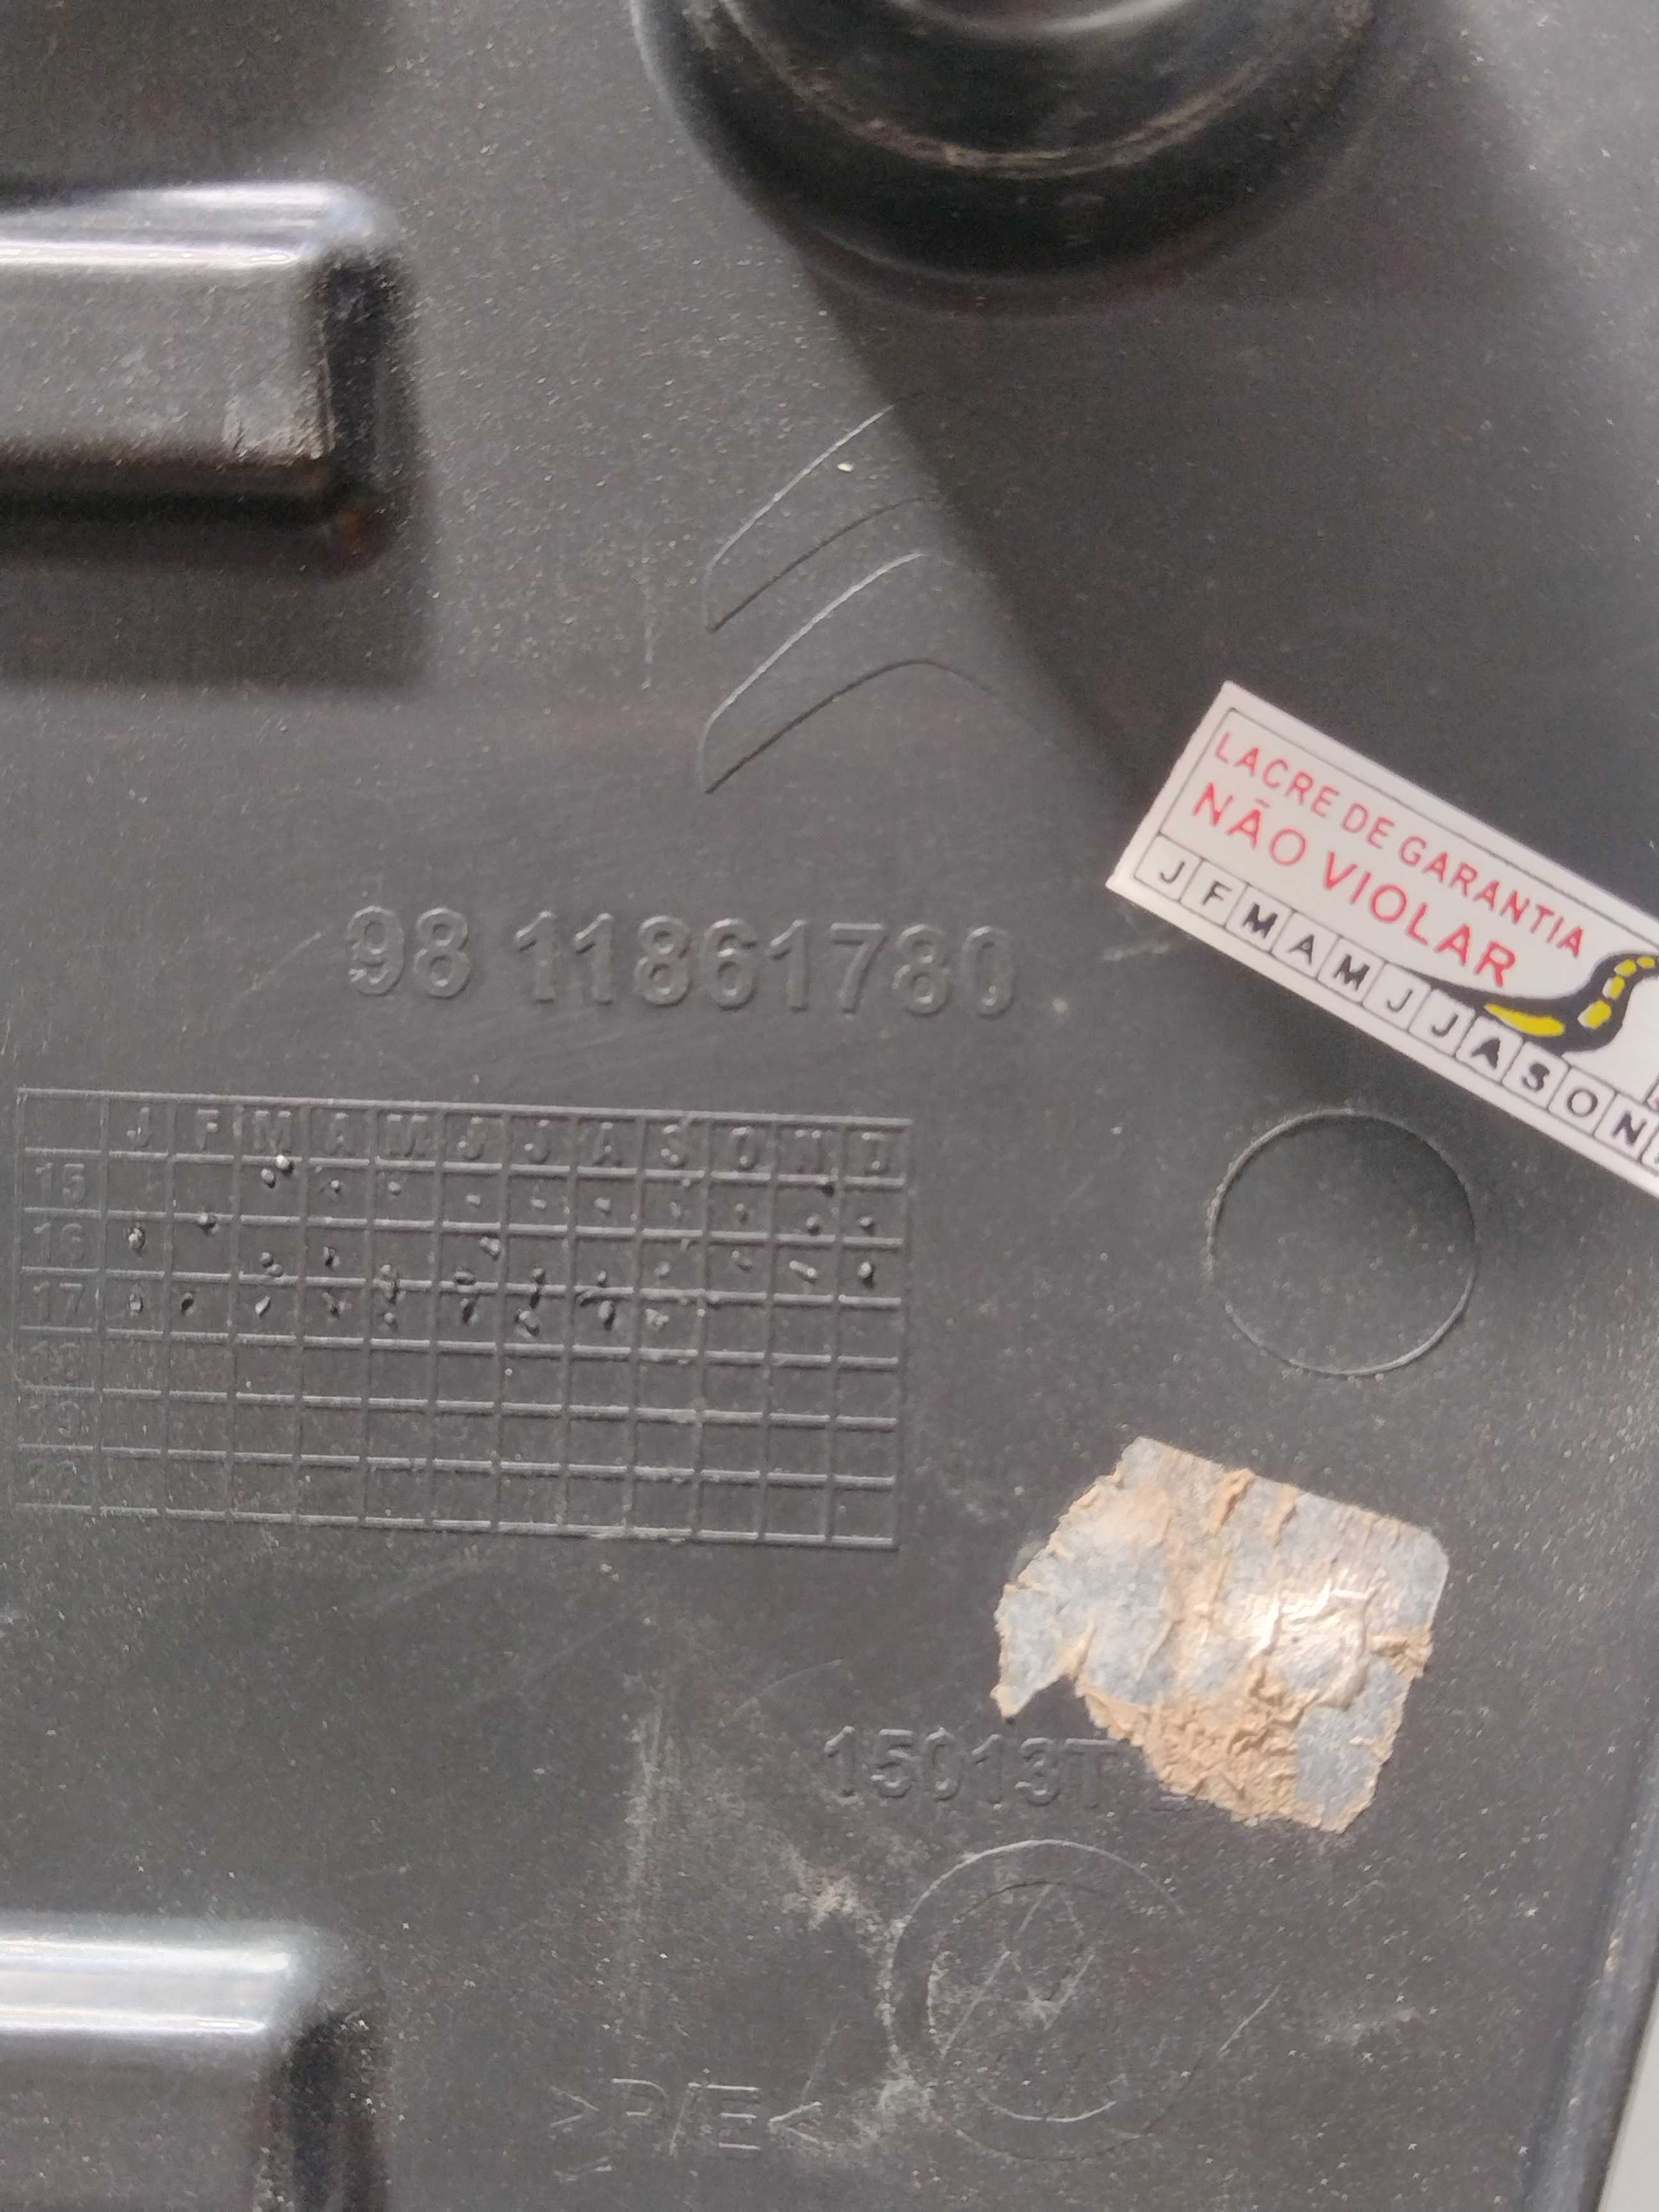 LACRE DE GARANTIA
NÃO VIOLAR
J F M A M J J A S O N
98 11861780
J F M A M J J A S O N D
15
16
17
15013T
>P/E<